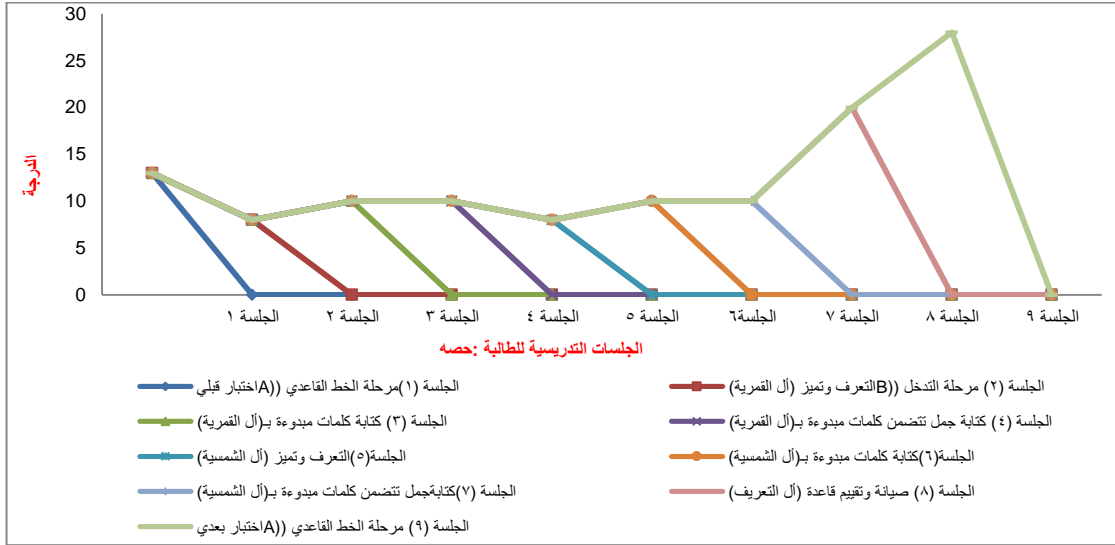 30
25
20
15
10
5
0
الدرجة
الجلسة ١ الجلسة ٢ الجلسة ٣ الجلسة ٤ الجلسة ٥ الجلسة٦ الجلسة ٧ الجلسة ٨ الجلسة ٩
الجلسات التدريسية للطالبة :حصه
الجلسة (١)مرحلة الخط القاعدي ((Aاختبار قبلي
الجلسة (٢) مرحلة التدخل ((Bالتعرف وتميز (أل القمرية)
الجلسة (٣) كتابة كلمات مبدوءة بـ(أل القمرية)
الجلسة (٤) كتابة جمل تتضمن كلمات مبدوءة بـ(أل القمرية)
الجلسة(٥)التعرف وتميز (أل الشمسية)
الجلسة(٦)كتابة كلمات مبدوءة بـ(أل الشمسية)
الجلسة (٧)كتابةجمل تتضمن كلمات مبدوءة بـ(أل الشمسية)
الجلسة (٨) صيانة وتقييم قاعدة (أل التعريف)
الجلسة (٩) مرحلة الخط القاعدي ((Aاختبار بعدي